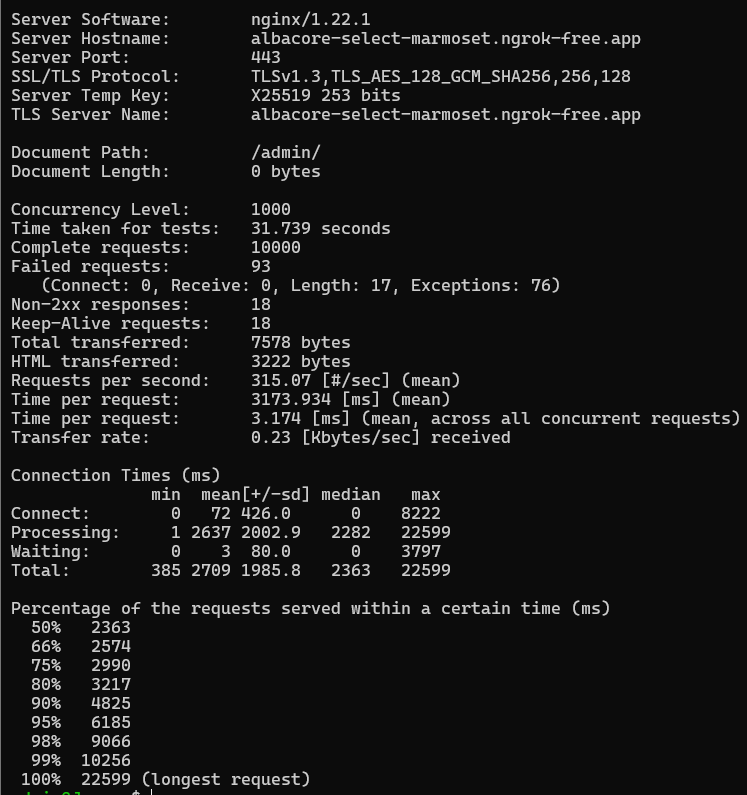 Server Software:        nginx/1.22.1
Server Hostname:        albacore-select-marmoset.ngrok-free.app
Server Port:            443
SSL/TLS Protocol:       TLSv1.3,TLS_AES_128_GCM_SHA256,256,128
Server Temp Key:        X25519 253 bits
TLS Server Name:        albacore-select-marmoset.ngrok-free.app
Document Path:          /admin/
Document Length:        0 bytes
Concurrency Level:      1000
Time taken for tests:   31.739 seconds
Complete requests:      10000
Failed requests:        93
   (Connect: 0, Receive: 0, Length: 17, Exceptions: 76)
Non-2xx responses:      18
Keep-Alive requests:    18
Total transferred:      7578 bytes
HTML transferred:       3222 bytes
Requests per second:    315.07 [#/sec] (mean)
Time per request:       3173.934 [ms] (mean)
Time per request:       3.174 [ms] (mean, across all concurrent requests)
Transfer rate:          0.23 [Kbytes/sec] received
Connection Times (ms)
              min  mean[+/-sd] median   max
Connect:        0   72 426.0      0    8222
Processing:     1 2637 2002.9   2282   22599
Waiting:        0    3  80.0      0    3797
Total:        385 2709 1985.8   2363   22599
Percentage of the requests served within a certain time (ms)
  50%   2363
  66%   2574
  75%   2990
  80%   3217
  90%   4825
  95%   6185
  98%   9066
  99%  10256
 100%  22599 (longest request)